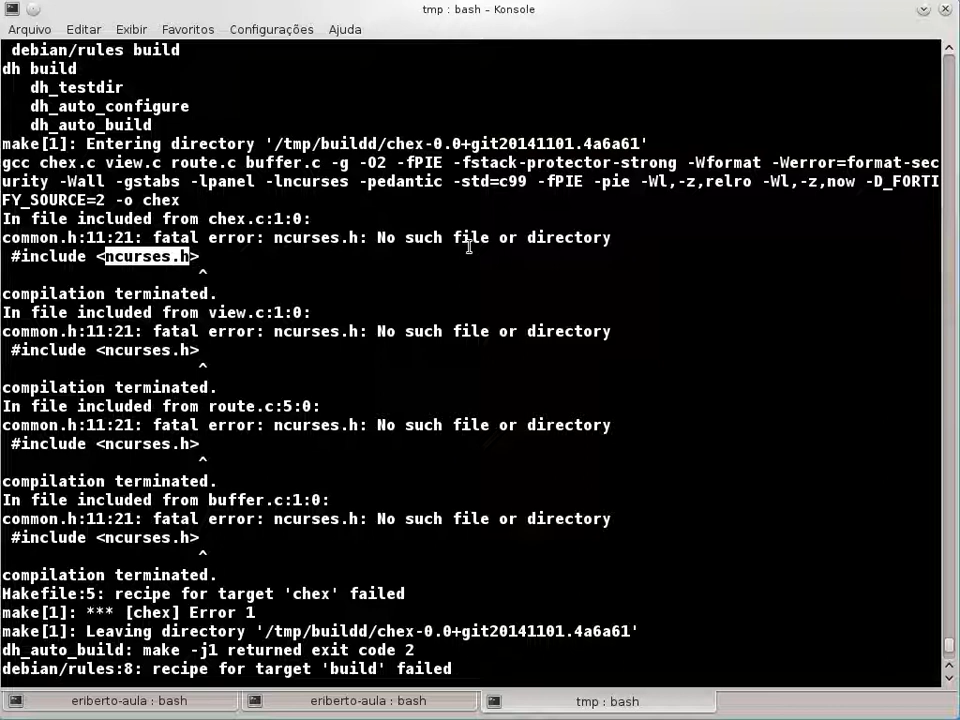 tmp : bash – Konsole
Arquivo Editar Exibir Favoritos Configurações Ajuda
debian/rules build
dh build
dh_testdir
dh_auto_configure
dh_auto_build
make[1]: Entering directory '/tmp/buildd/chex-0.0+git20141101.4a6a61'
gcc chex.c view.c route.c buffer.c -g -O2 -fPIE -fstack-protector-strong -Wformat -Werror=format-sec
urity -Wall -gstabs -lpanel -lncurses -pedantic -std=c99 -fPIE -pie -Wl,-z,relro -Wl,-z,now -D_FORTI
FY_SOURCE=2 -o chex
In file included from chex.c:1:0:
common.h:11:21: fatal error: ncurses.h: No such file or directory
#include <ncurses.h>
^
compilation terminated.
In file included from view.c:1:0:
common.h:11:21: fatal error: ncurses.h: No such file or directory
#include <ncurses.h>
^
compilation terminated.
In file included from route.c:5:0:
common.h:11:21: fatal error: ncurses.h: No such file or directory
#include <ncurses.h>
^
compilation terminated.
In file included from buffer.c:1:0:
common.h:11:21: fatal error: ncurses.h: No such file or directory
#include <ncurses.h>
^
compilation terminated.
Makefile:5: recipe for target 'chex' failed
make[1]: *** [chex] Error 1
make[1]: Leaving directory '/tmp/buildd/chex-0.0+git20141101.4a6a61'
dh_auto_build: make -j1 returned exit code 2
debian/rules:8: recipe for target 'build' failed
eriberto-aula : bash eriberto-aula : bash tmp : bash